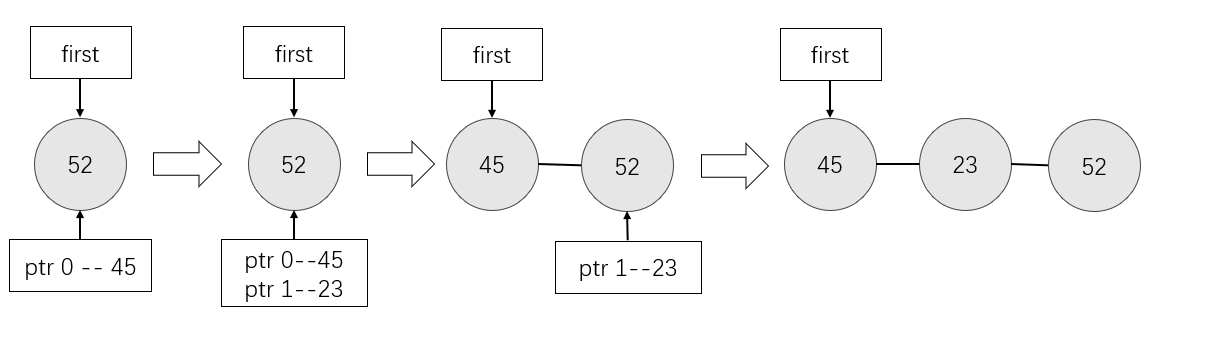 first
first
first
first
52
52
45
52
45
23
52
ptr 0 -- 45
ptr 0--45
ptr 1--23
ptr 1--23